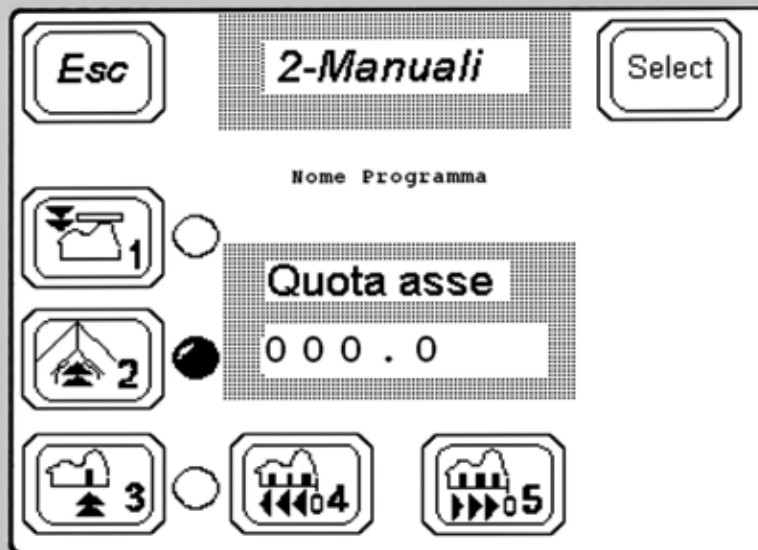 Esc
2-Manuali
Select
Nome Programma
1
Quota asse
2
000.0
3
4
5